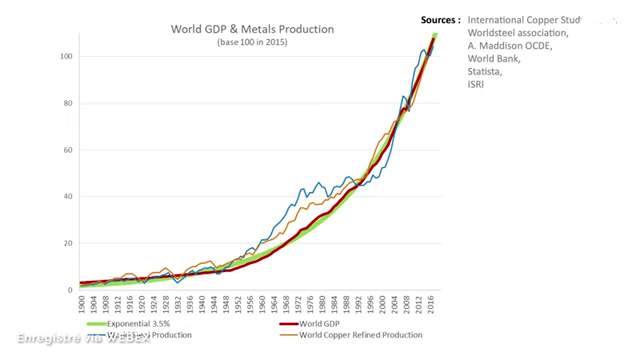 World GDP & Metals Production
(base 100 in 2015)
Sources : International Copper
Worldsteel association,
A. Maddison OCDE,
World Bank,
Statista,
ISRI
100
80
60
40
20
0
1900 1904 1908 1912 1916 1920 1924 1928 1932 1936 1940 1944 1948 1952 1956 1960 1964 1968 1972 1976 1980 1984 1988 1992 1996 2000 2004 2008 2012 2016
Exponential 3.5% World GDP
Production World Copper Refined Production
Enregistré via WEBEX